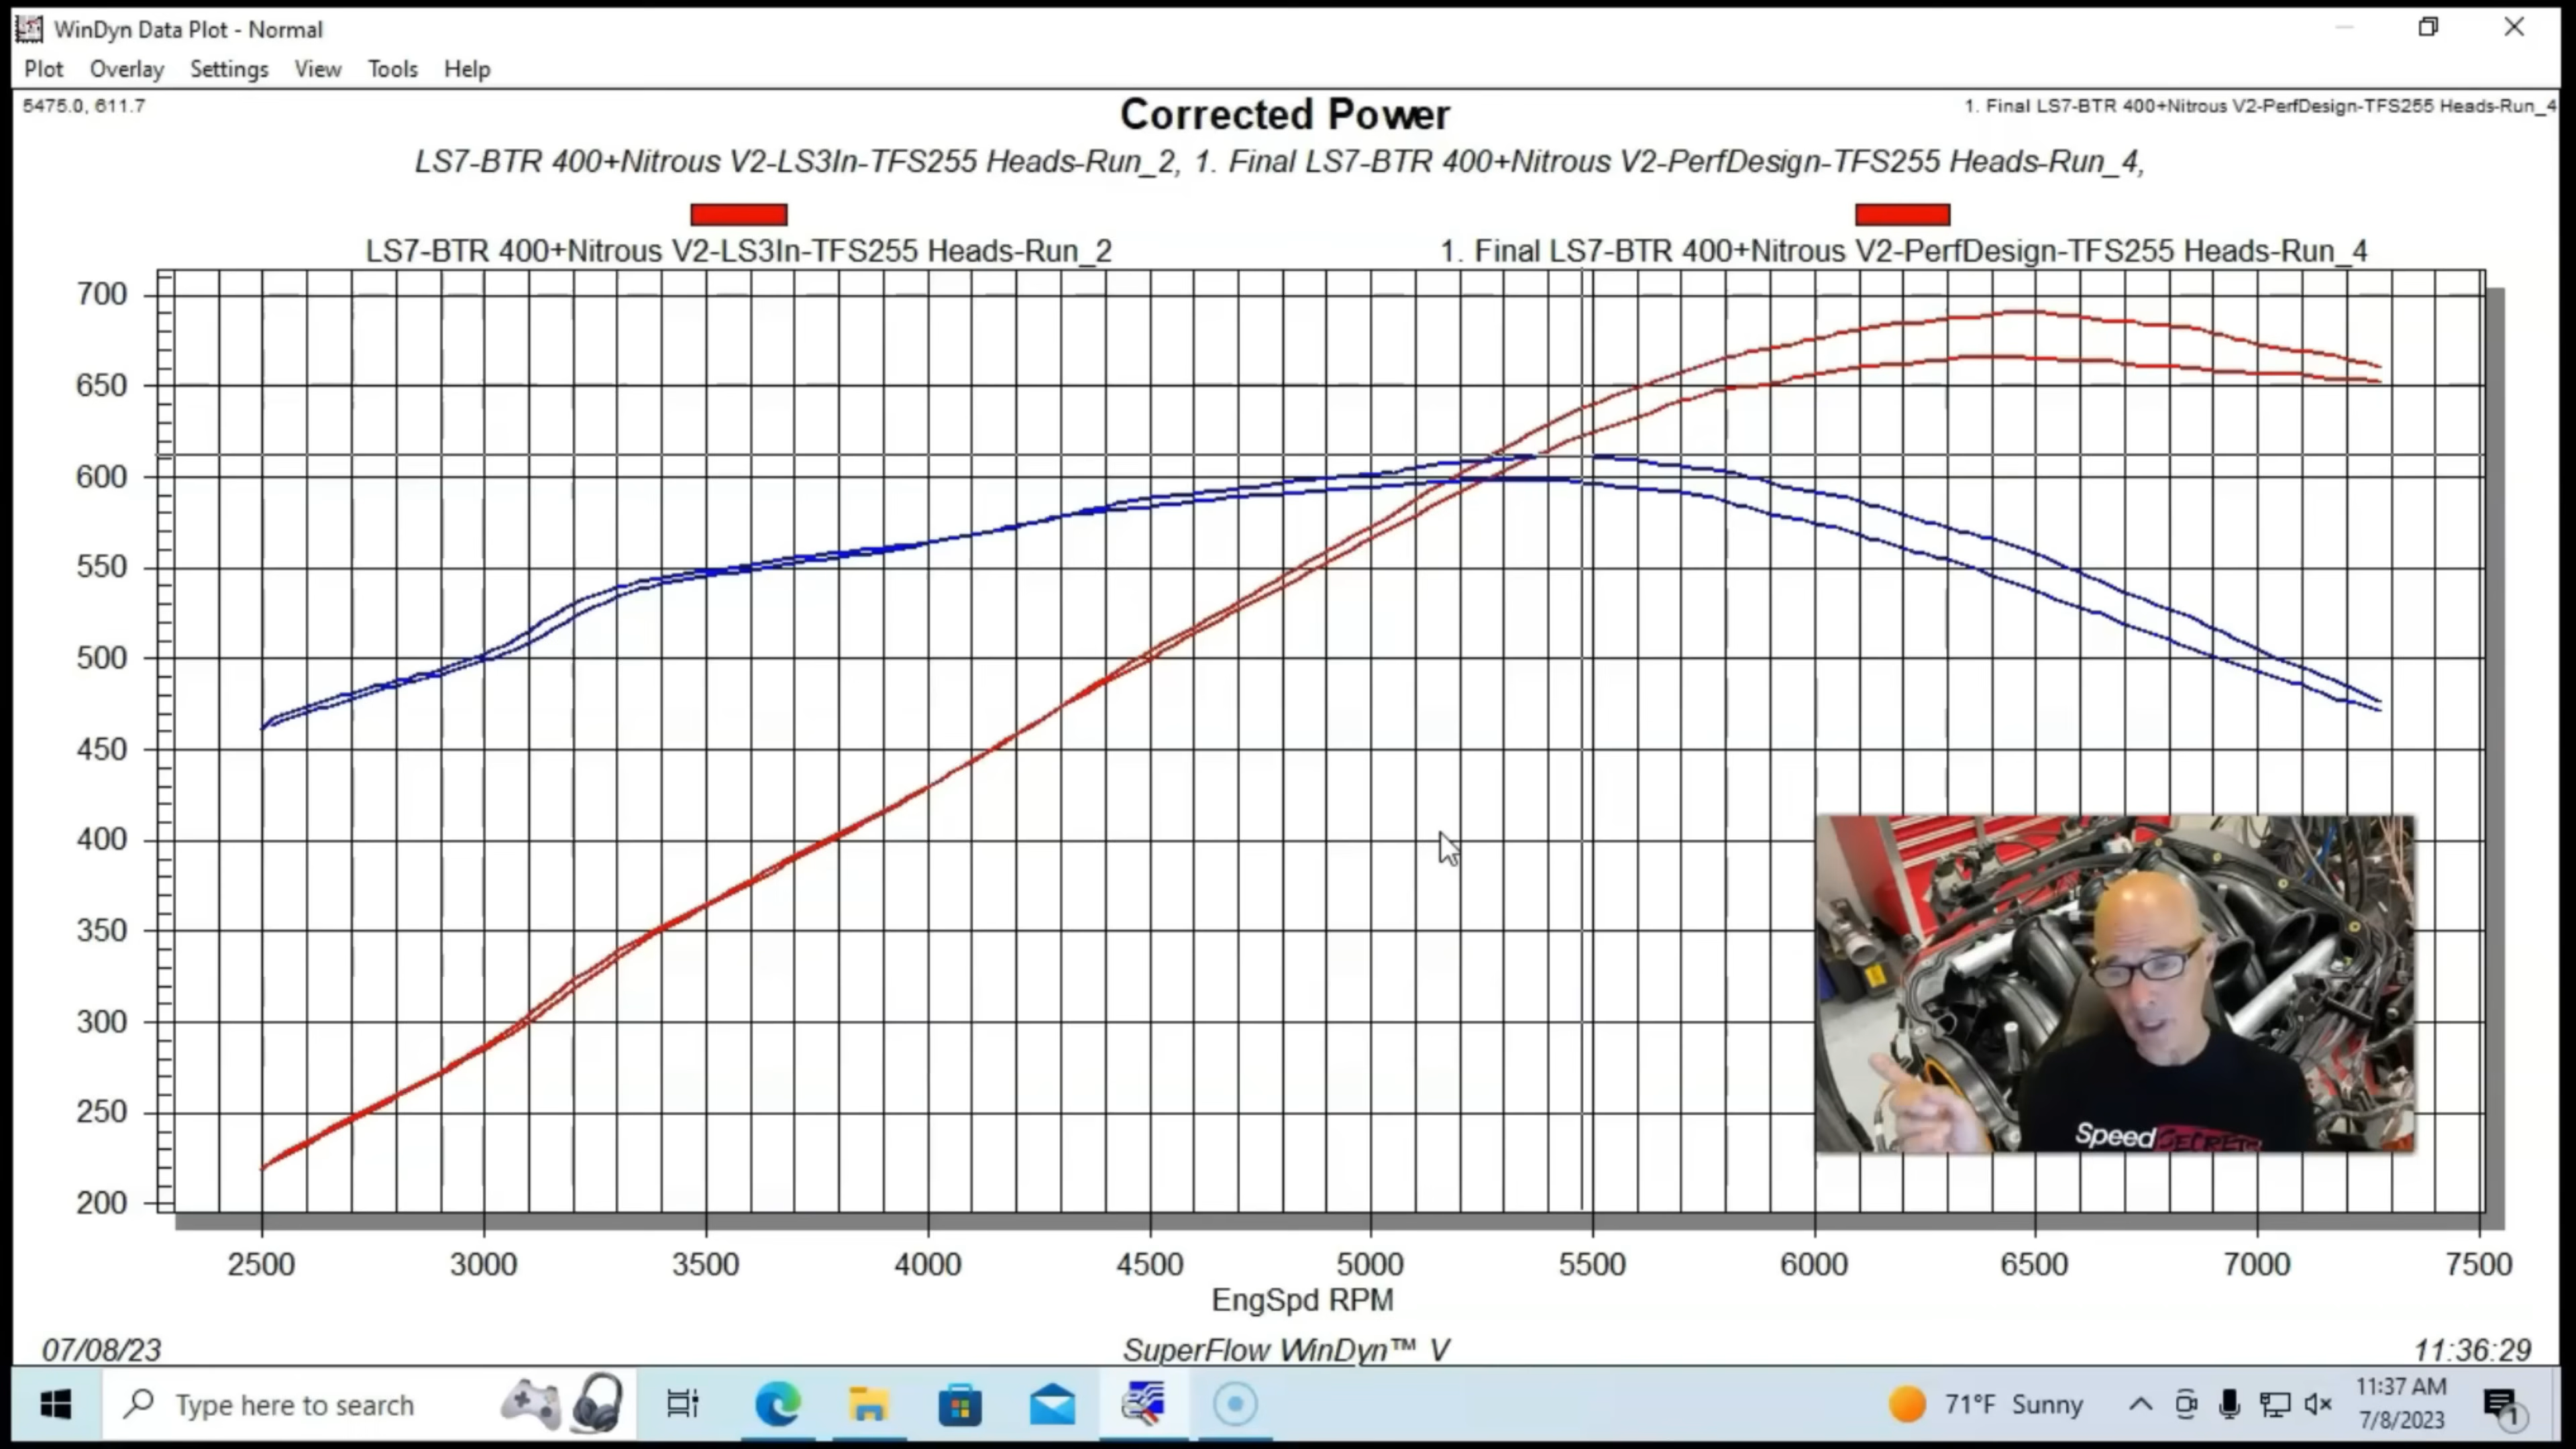 WinDyn Data Plot - Normal
Plot Overlay Settings View Tools Help
5475.0, 611.7
Corrected Power
1. Final LS7-BTR 400+Nitrous V2-PerfDesign-TFS255 Heads-Run_4
LS7-BTR 400+Nitrous V2-LS3In-TFS255 Heads-Run_2, 1. Final LS7-BTR 400+Nitrous V2-PerfDesign-TFS255 Heads-Run_4,
LS7-BTR 400+Nitrous V2-LS3In-TFS255 Heads-Run_2
1. Final LS7-BTR 400+Nitrous V2-PerfDesign-TFS255 Heads-Run_4
700
650
600
550
500
450
400
350
300
250
200
Speed SECRETS
2500 3000 3500 4000 4500 5000 5500 6000 6500 7000 7500
EngSpd RPM
07/08/23
SuperFlow WinDyn™ V
11:36:29
Type here to search
71°F Sunny
11:37 AM
7/8/2023
1